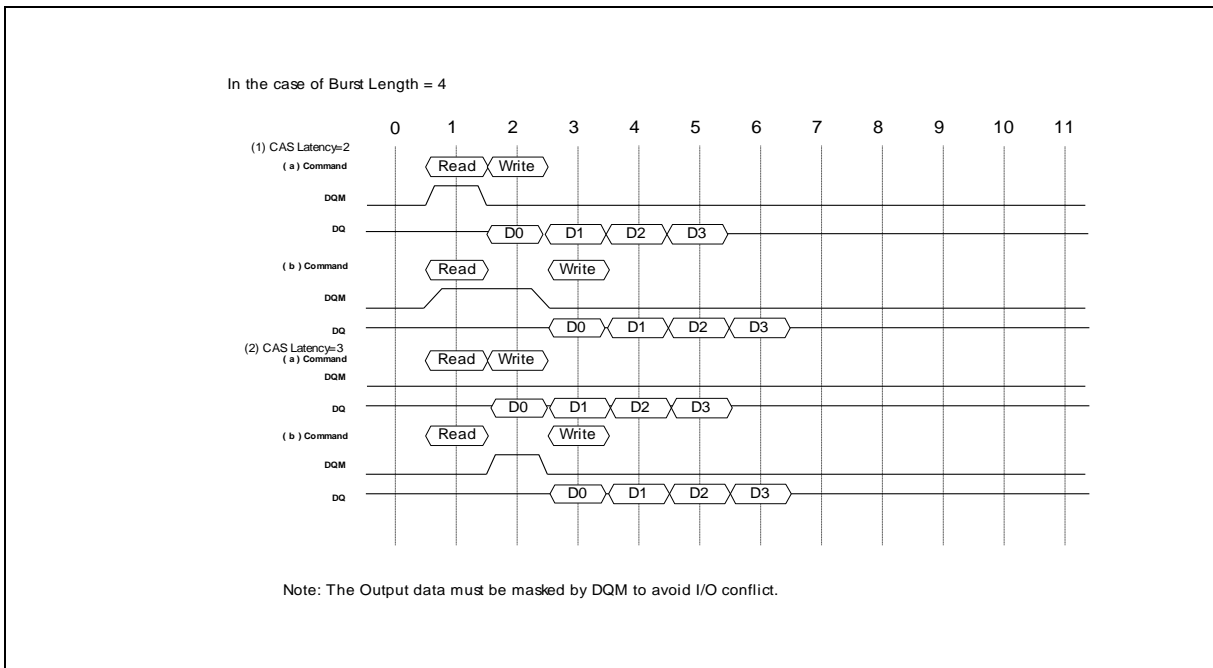 In the case of Burst Length = 4
0 1 2 3 4 5 6 7 8 9 10 11
(1) CAS Latency=2
( a ) Command Read Write
DQM
DQ D0 D1 D2 D3
( b ) Command Read Write
DQM
DQ D0 D1 D2 D3
(2) CAS Latency=3
( a ) Command Read Write
DQM
DQ D0 D1 D2 D3
( b ) Command Read Write
DQM
DQ D0 D1 D2 D3
Note: The Output data must be masked by DQM to avoid I/O conflict.